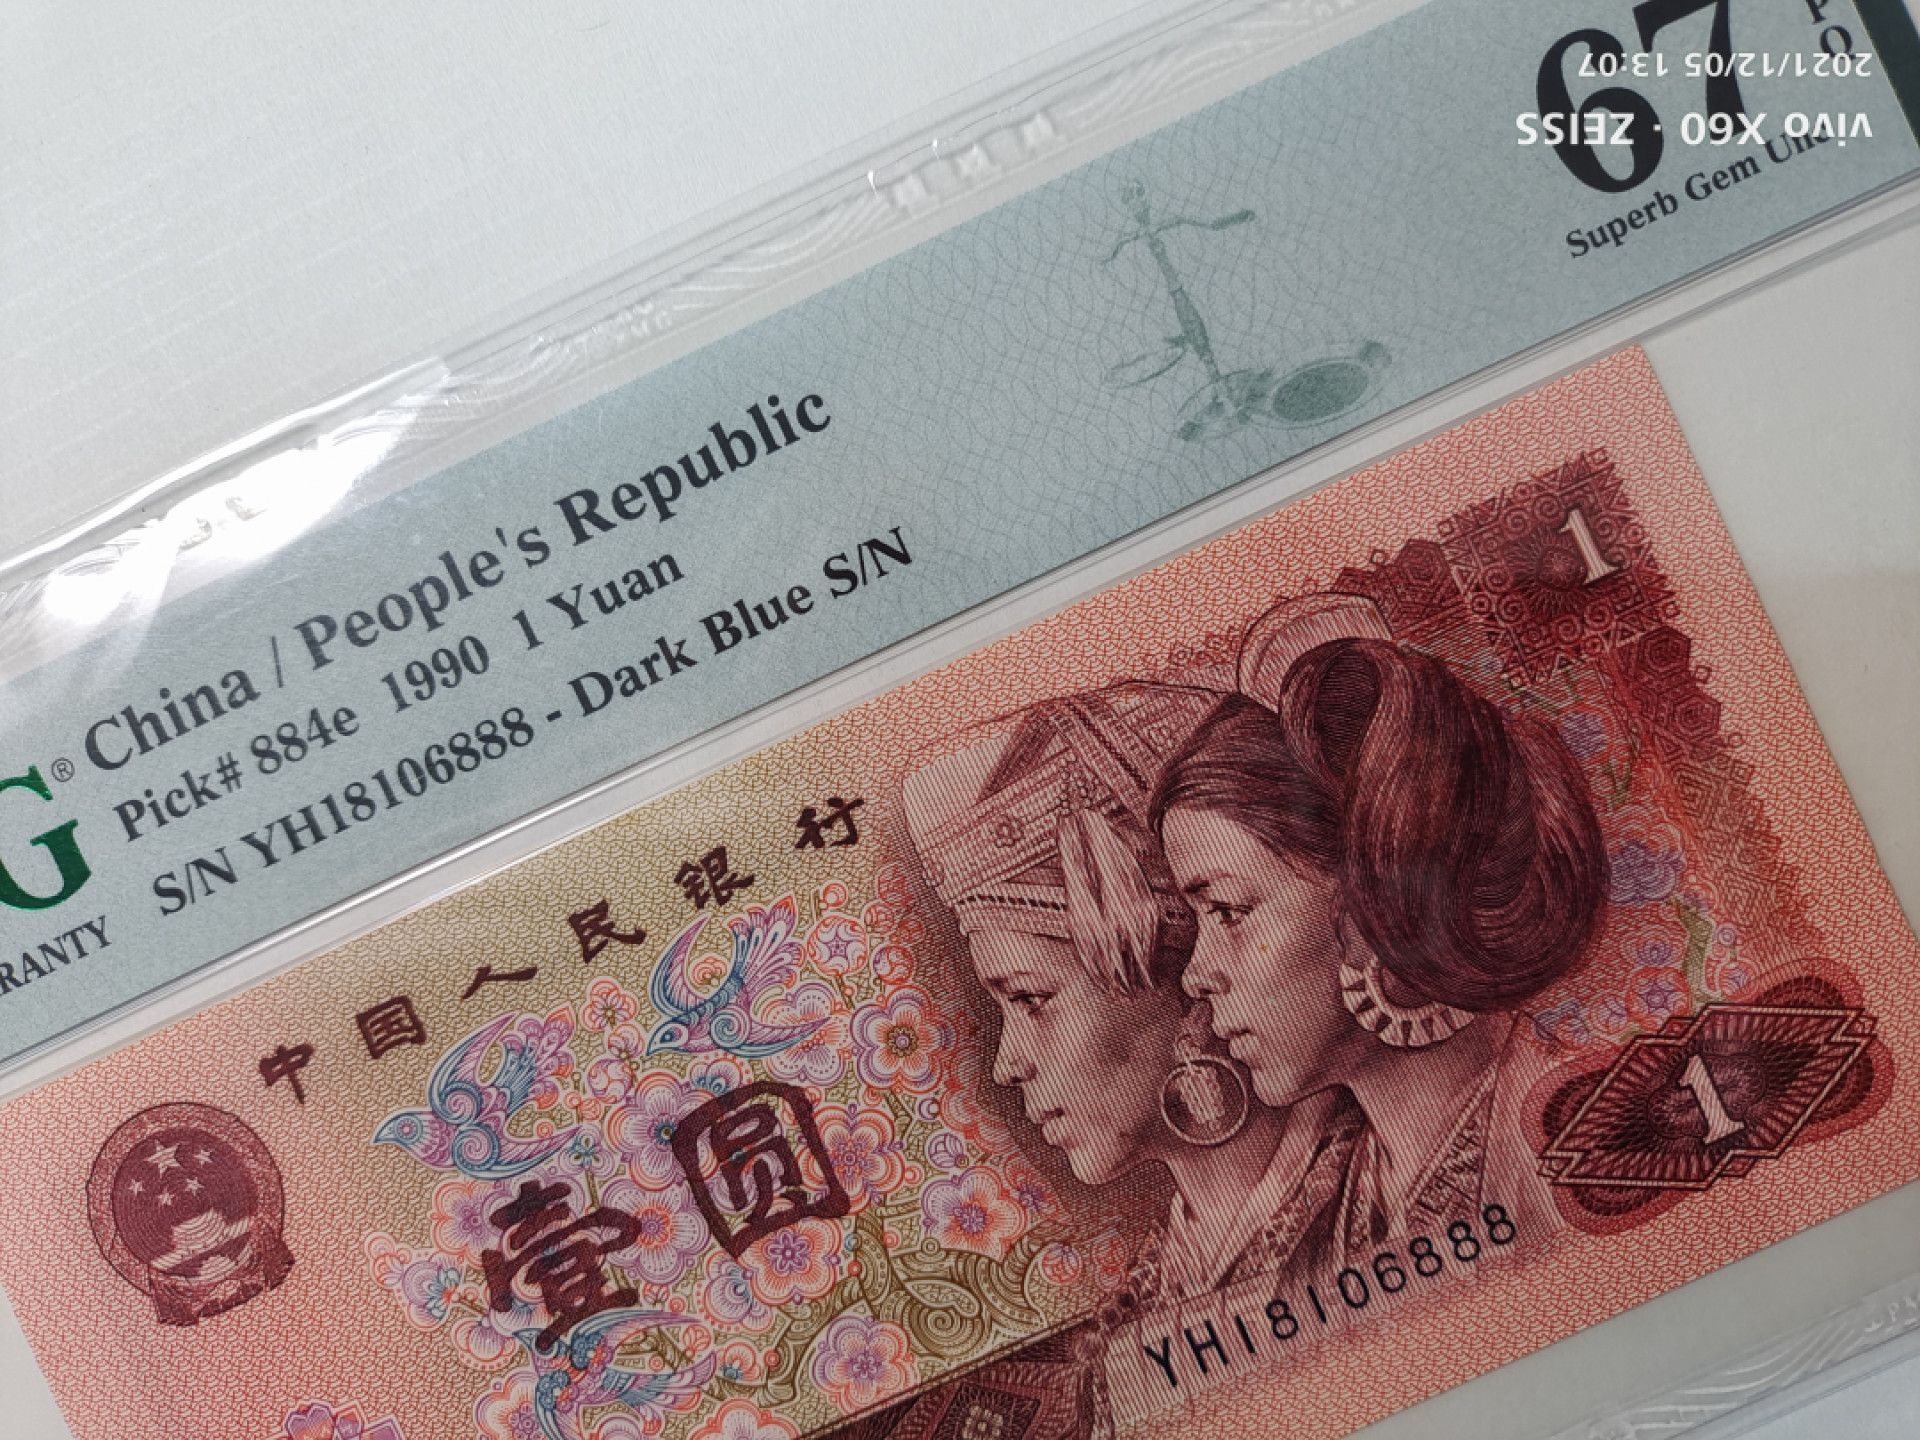 67
P
Q
Superb Gem Unc
2021/12/05 13:07
vivo X60 · ZEISS
G® China / People's Republic
Pick# 884e 1990 1 Yuan
S/N YH18106888 - Dark Blue S/N
RANTY
1
中国人民银行
壹圆
1
YH18106888